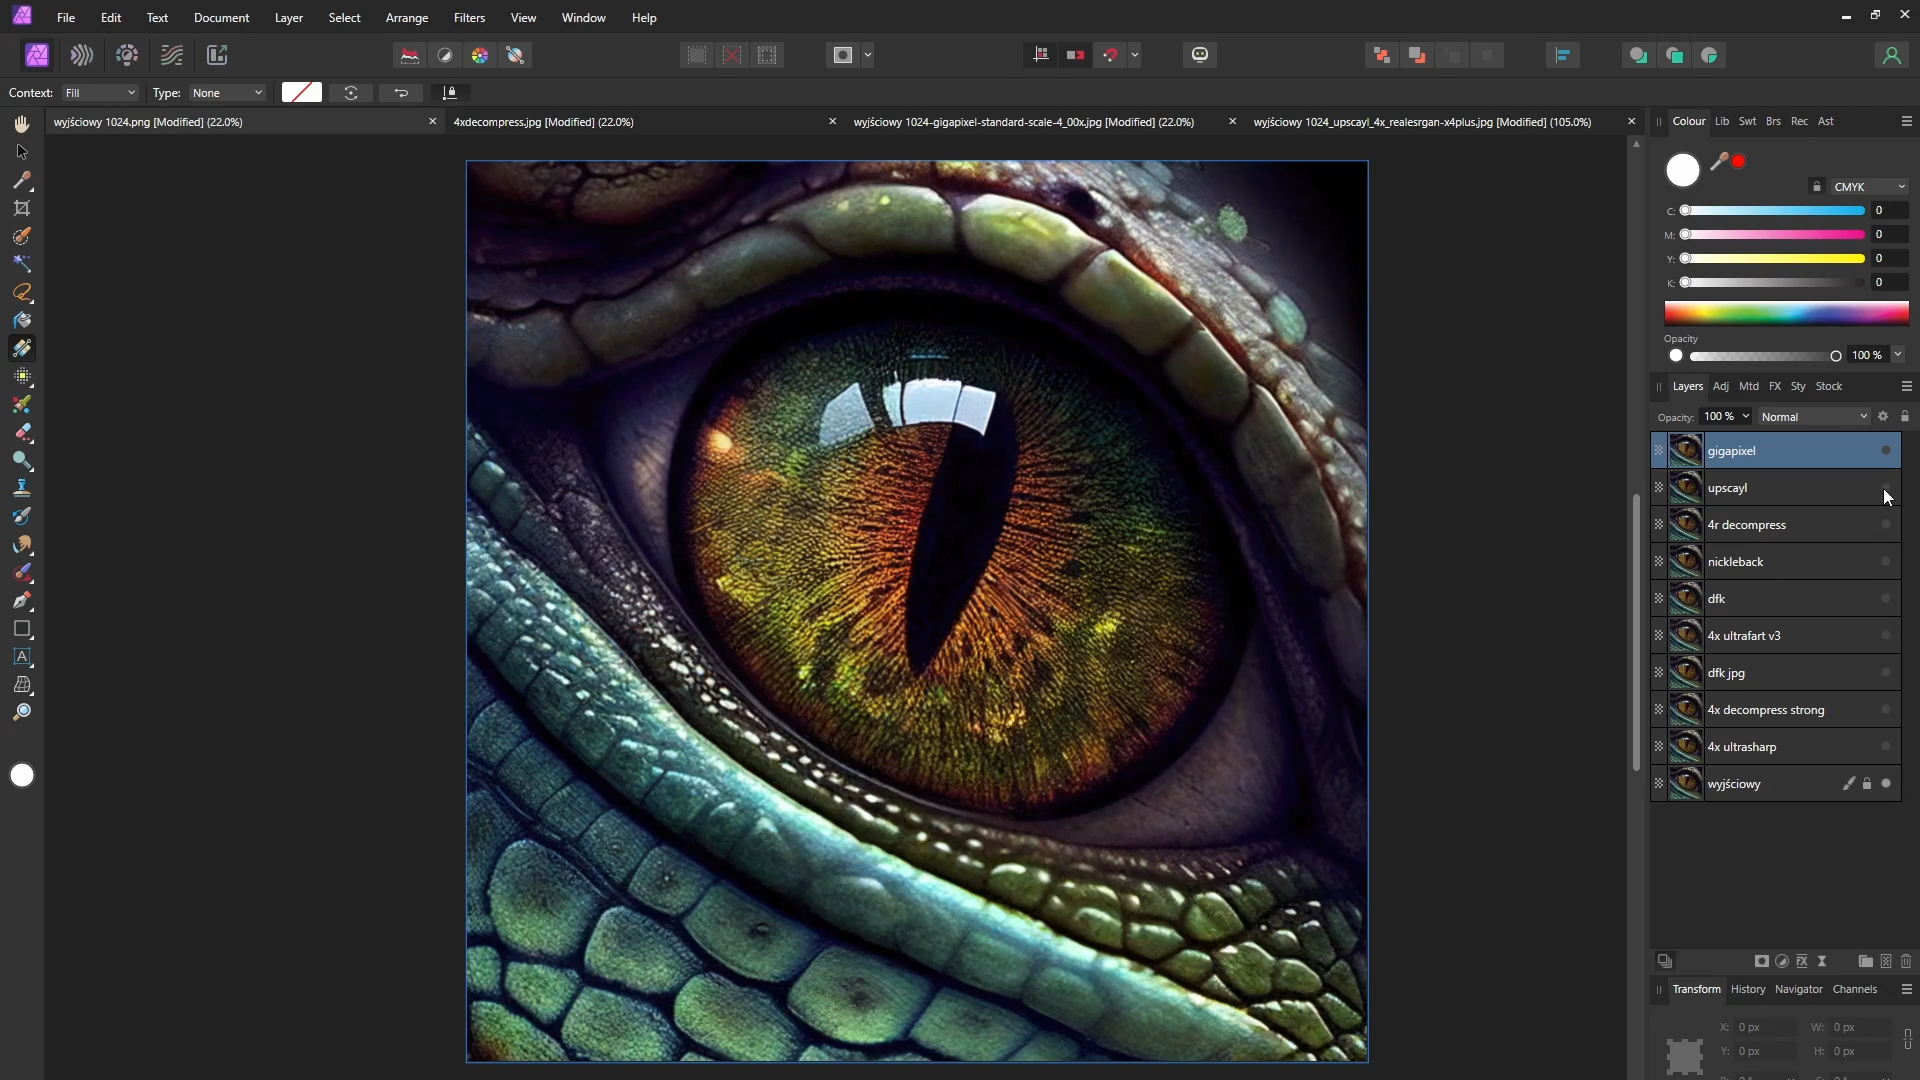 File Edit Text Document Layer Select Arrange Filters View Window Help
Context: Fill Type: None
wyjściowy 1024.png [Modified] (22.0%)
4xdecompress.jpg [Modified] (22.0%)
wyjściowy 1024-gigapixel-standard-scale-4_00x.jpg [Modified] (22.0%)
wyjściowy 1024_upscayl_4x_realesrgan-x4plus.jpg [Modified] (105.0%)
Colour Lib Swt Brs Rec Ast
CMYK
C: 0
M: 0
Y: 0
K: 0
Opacity
100 %
Layers Adj Mtd FX Sty Stock
Opacity: 100 % Normal
gigapixel
upscayl
4r decompress
nickleback
dfk
4x ultrafart v3
dfk jpg
4x decompress strong
4x ultrasharp
wyjściowy
Transform History Navigator Channels
X: 0 px W: 0 px
Y: 0 px H: 0 px